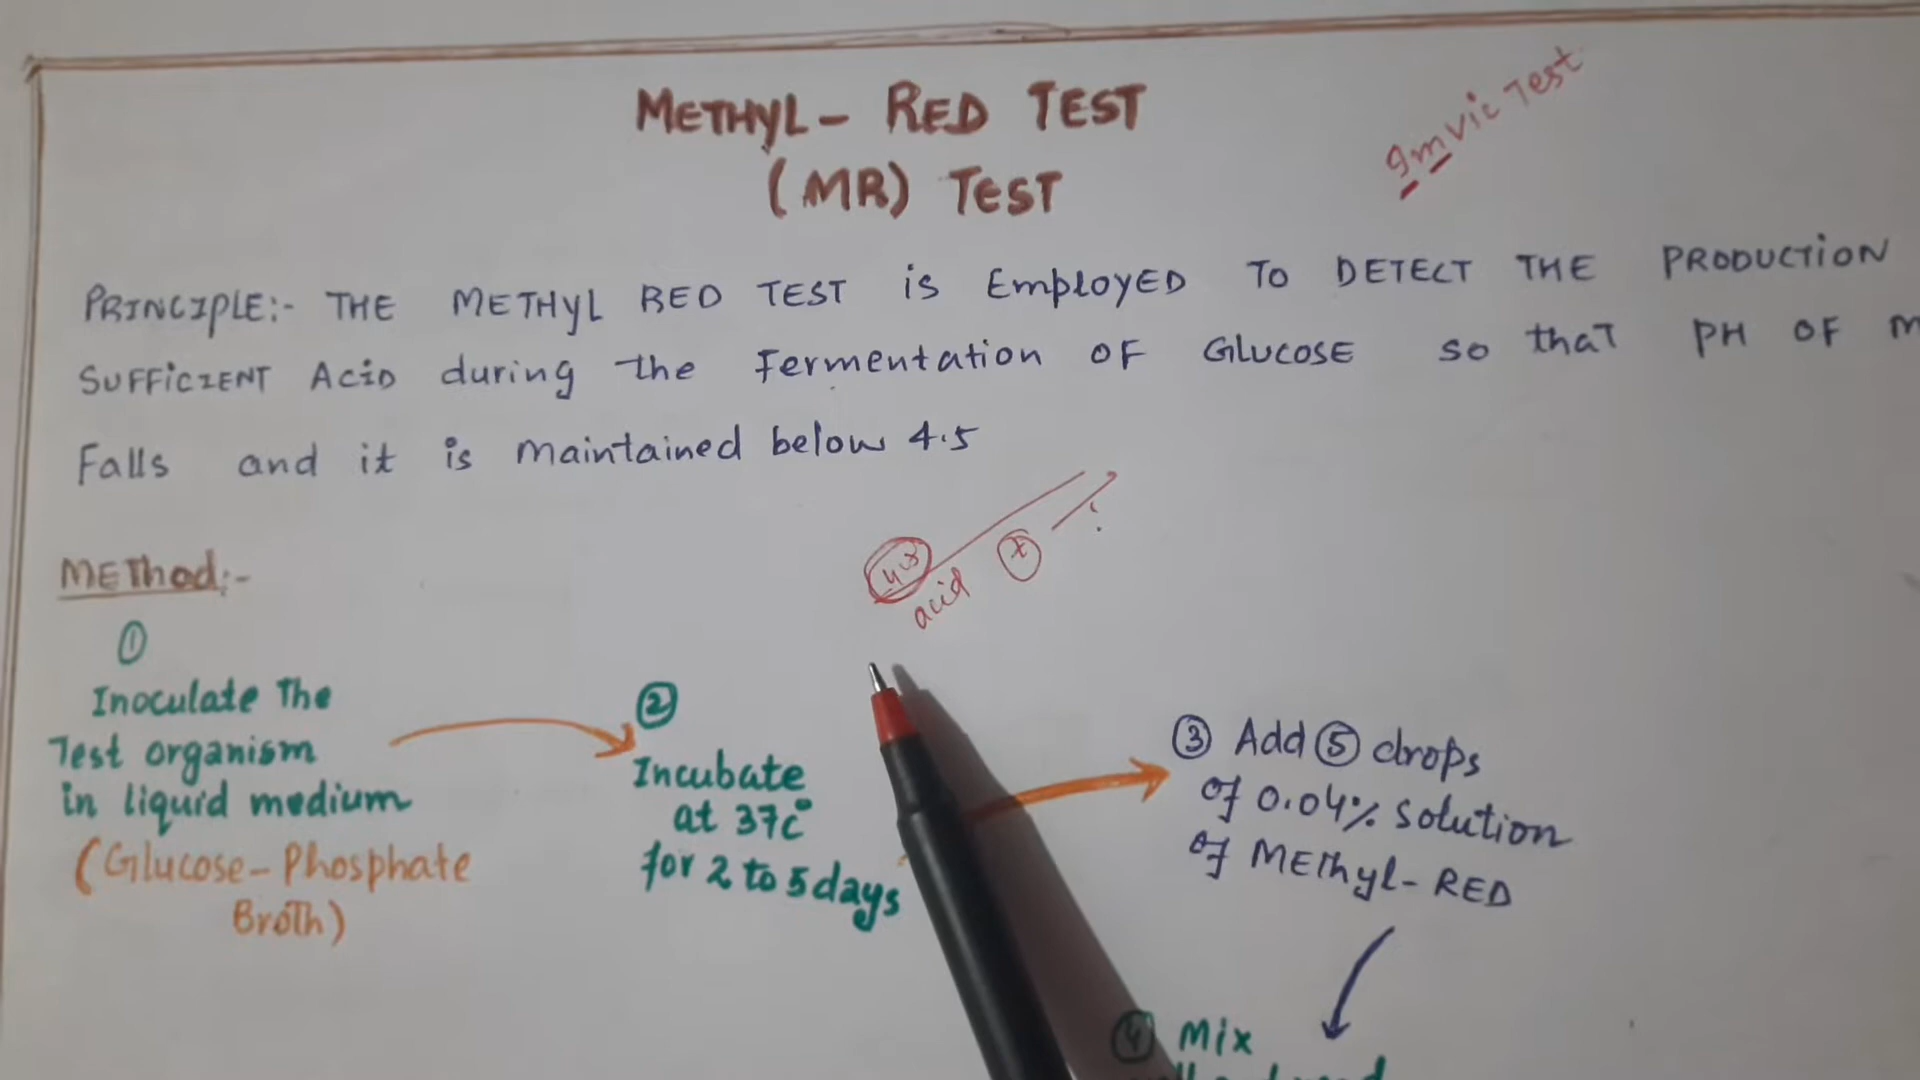 METHYL- RED TEST
(MR) TEST
Imvic Test
PRINCIPLE:- THE METHYL RED TEST is EmployED TO DETECT THE PRODUCTION
SUFFICIENT ACID during the Fermentation OF GLUCOSE so thaT PH OF
Falls and it is maintained below 4.5
4.5
acid +
METhod:-
①
Inoculate The
Test organism
in liquid medium
(Glucose-Phosphate
BroTh)
②
Incubate
at 37c°
for 2 to 5 days
③ Add ⑤ drops
of 0.04% solution
of METhyl-RED
④ Mix